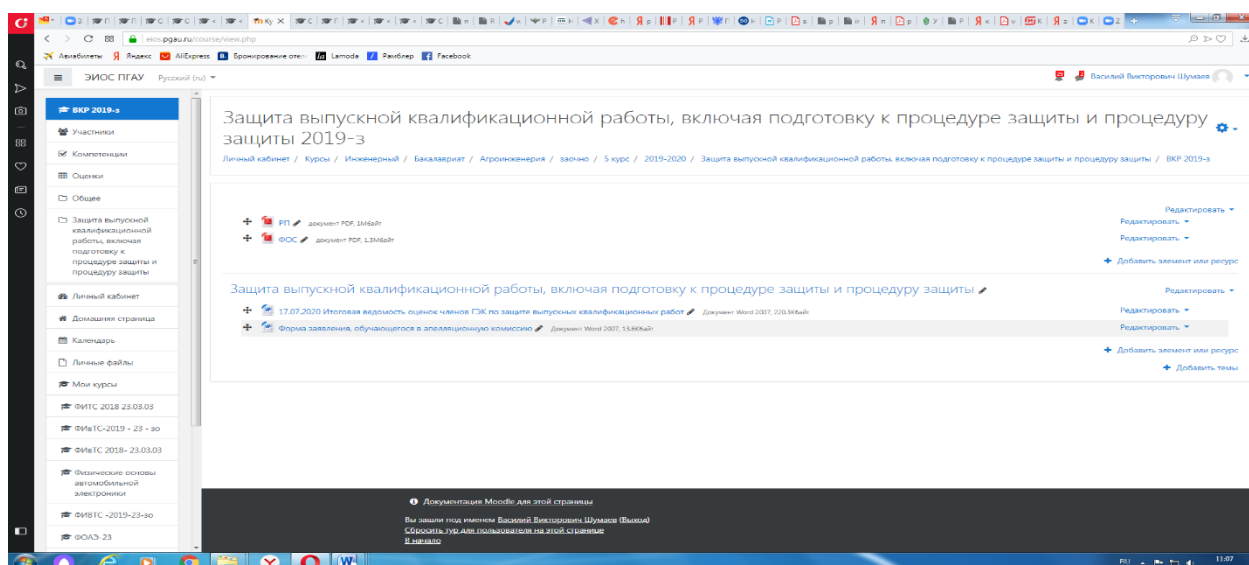 eios.pgau.ru/course/view.php
Авиабилеты Яндекс AliExpress Бронирование отел Lamoda Рамблер Facebook
ЭИОС ПГАУ Русский (ru)
Василий Викторович Шумаев
ВКР 2019-з
Участники
Компетенции
Оценки
Общее
Защита выпускной
квалификационной
работы, включая
подготовку к
процедуре защиты и
процедуру защиты
Личный кабинет
Домашняя страница
Календарь
Личные файлы
Мои курсы
ФИТС 2018 23.03.03
ФИвТС-2019 - 23 - зо
ФИвТС 2018- 23.03.03
Физические основы
автомобильной
электроники
ФИВТС -2019-23-зо
ФОАЭ-23
Защита выпускной квалификационной работы, включая подготовку к процедуре защиты и процедуру
защиты 2019-з
Личный кабинет / Курсы / Инженерный / Бакалавриат / Агроинженерия / заочно / 5 курс / 2019-2020 / Защита выпускной квалификационной работы, включая подготовку к процедуре защиты и процедуру защиты / ВКР 2019-з
Редактировать
РП документ PDF, 1Мбайт Редактировать
ФОС документ PDF, 1.3Мбайт Редактировать
Добавить элемент или ресурс
Защита выпускной квалификационной работы, включая подготовку к процедуре защиты и процедуру защиты Редактировать
17.07.2020 Итоговая ведомость оценок членов ГЭК по защите выпускных квалификационных работ Документ Word 2007, 220.3Кбайт Редактировать
Форма заявления, обучающегося в апелляционную комиссию Документ Word 2007, 13.6Кбайт Редактировать
Добавить элемент или ресурс
Добавить темы
Документация Moodle для этой страницы
Вы зашли под именем Василий Викторович Шумаев (Выход)
Сбросить тур для пользователя на этой странице
В начало
RU 11:07